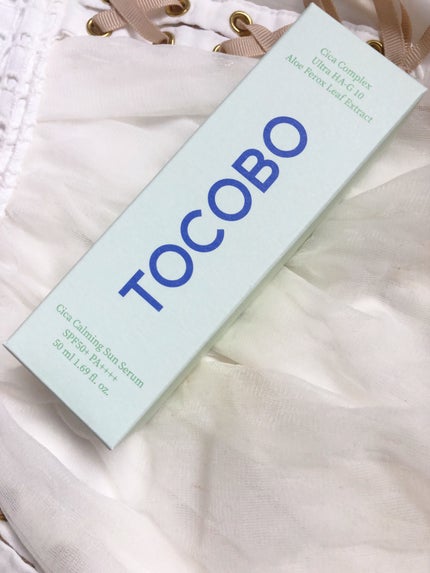 Cica Complex
Ultra HA-G 10
Aloe Ferox Leaf Extract
TOCOBO
Cica Calming Sun Serum
SPF50+ PA++++
50 ml 1.69 fl. oz.